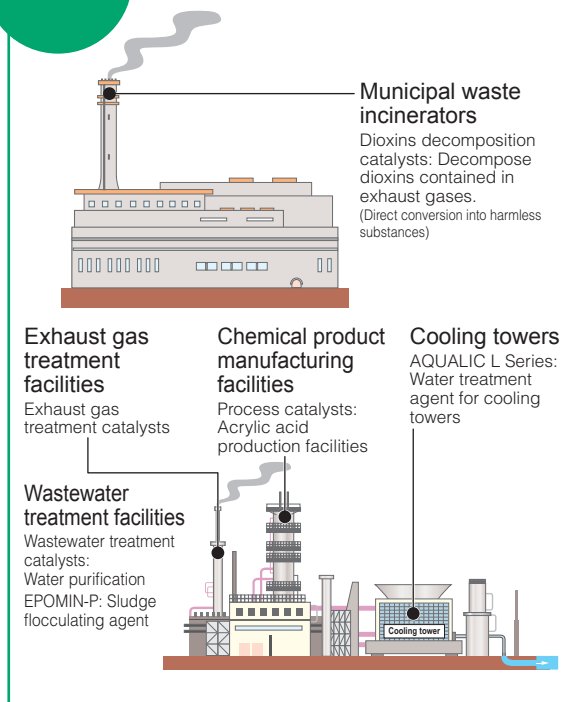 Municipal waste
incinerators
Dioxins decomposition
catalysts: Decompose
dioxins contained in
exhaust gases.
(Direct conversion into harmless
substances)
Exhaust gas
treatment
facilities
Exhaust gas
treatment catalysts
Chemical product
manufacturing
facilities
Process catalysts:
Acrylic acid
production facilities
Cooling towers
AQUALIC L Series:
Water treatment
agent for cooling
towers
Wastewater
treatment facilities
Wastewater treatment
catalysts:
Water purification
EPOMIN-P: Sludge
flocculating agent
Cooling tower